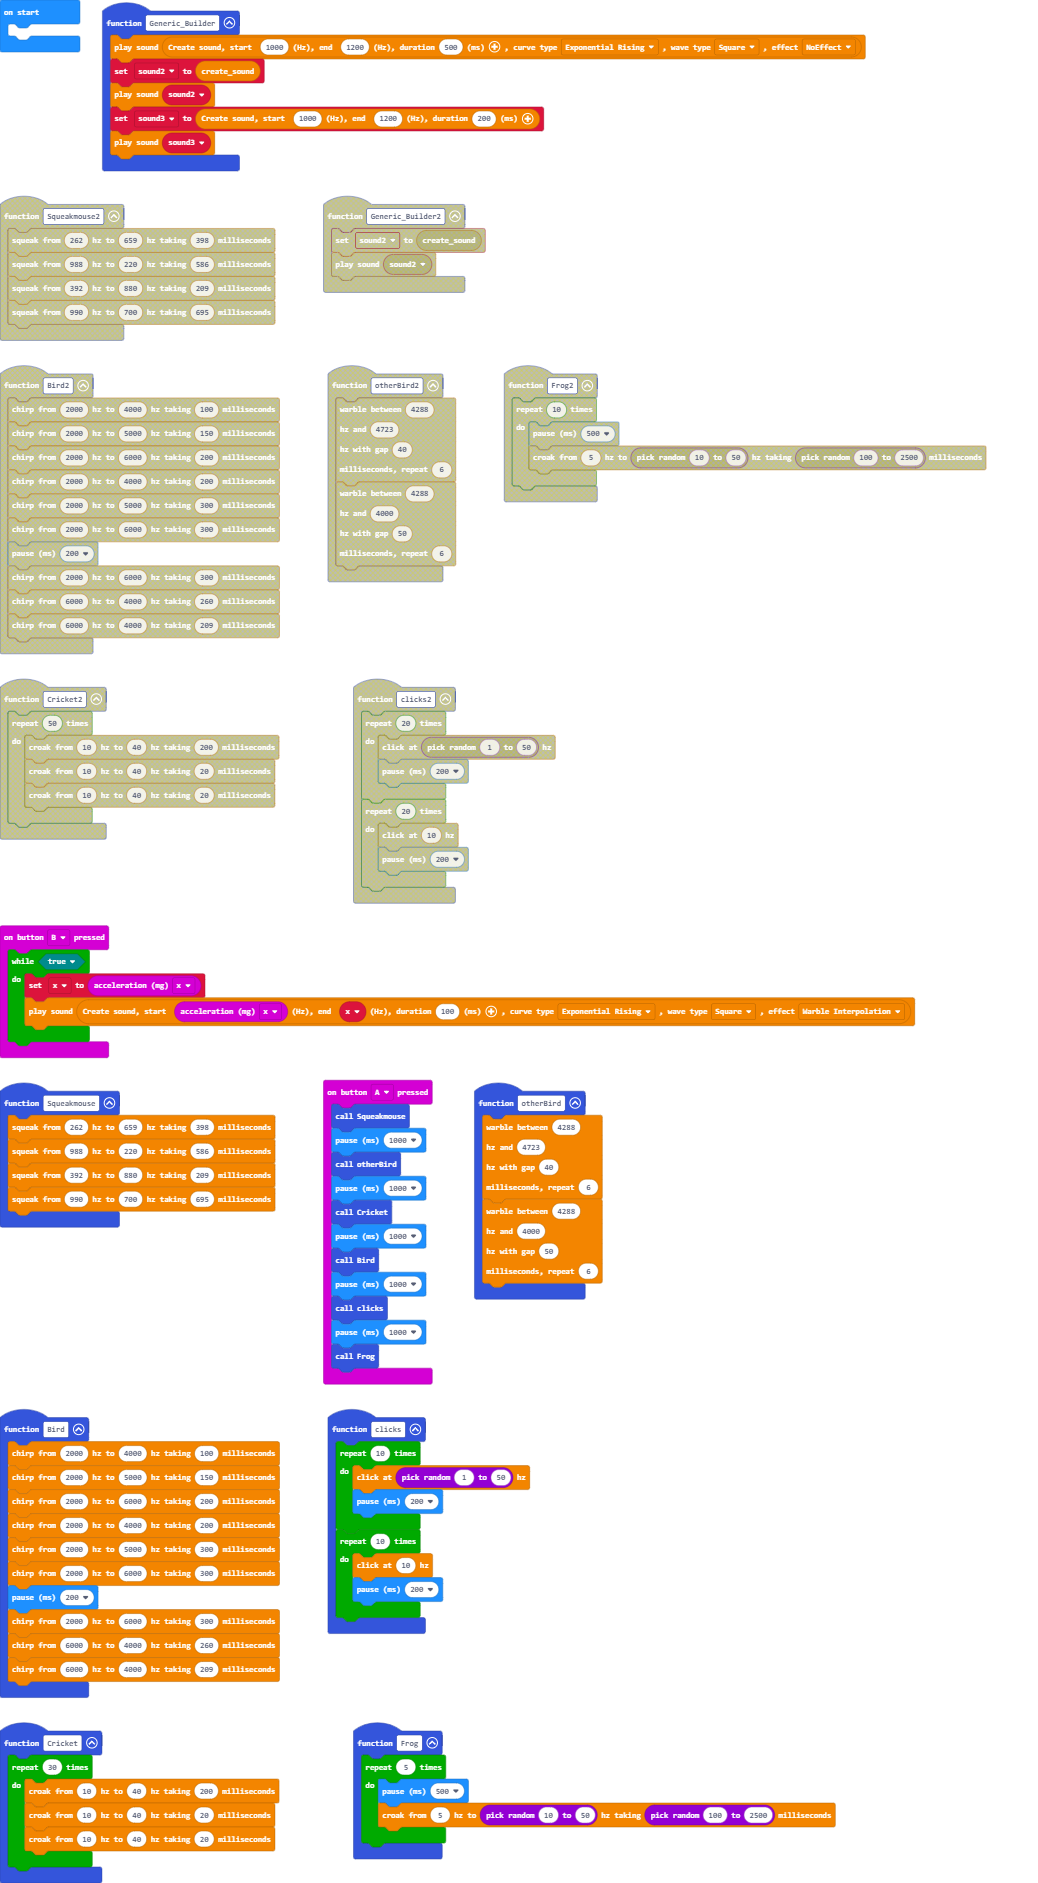 on start
function Generic_Builder
play sound Create sound, start 1000 (Hz), end 1200 (Hz), duration 500 (ms) , curve type Exponential Rising , wave type Square , effect NoEffect
set sound2 to create_sound
play sound sound2
set sound3 to Create sound, start 1000 (Hz), end 1200 (Hz), duration 200 (ms)
play sound sound3
function Squeakmouse2
squeak from 262 hz to 659 hz taking 398 milliseconds
squeak from 988 hz to 220 hz taking 586 milliseconds
squeak from 392 hz to 880 hz taking 209 milliseconds
squeak from 990 hz to 700 hz taking 695 milliseconds
function Generic_Builder2
set sound2 to create_sound
play sound sound2
function Bird2
chirp from 2000 hz to 4000 hz taking 100 milliseconds
chirp from 2000 hz to 5000 hz taking 150 milliseconds
chirp from 2000 hz to 6000 hz taking 200 milliseconds
chirp from 2000 hz to 4000 hz taking 200 milliseconds
chirp from 2000 hz to 5000 hz taking 300 milliseconds
chirp from 2000 hz to 6000 hz taking 300 milliseconds
pause (ms) 200
chirp from 2000 hz to 6000 hz taking 300 milliseconds
chirp from 6000 hz to 4000 hz taking 260 milliseconds
chirp from 6000 hz to 4000 hz taking 209 milliseconds
function otherBird2
warble between 4288
hz and 4723
hz with gap 40
milliseconds, repeat 6
warble between 4288
hz and 4000
hz with gap 50
milliseconds, repeat 6
function Frog2
repeat 10 times
do
pause (ms) 500
croak from 5 hz to pick random 10 to 50 hz taking pick random 100 to 2500 milliseconds
function Cricket2
repeat 50 times
do
croak from 10 hz to 40 hz taking 200 milliseconds
croak from 10 hz to 40 hz taking 20 milliseconds
croak from 10 hz to 40 hz taking 20 milliseconds
function clicks2
repeat 20 times
do
click at pick random 1 to 50 hz
pause (ms) 200
repeat 20 times
do
click at 10 hz
pause (ms) 200
on button B pressed
while true
do
set x to acceleration (mg) x
play sound Create sound, start acceleration (mg) x (Hz), end x (Hz), duration 100 (ms) , curve type Exponential Rising , wave type Square , effect Warble Interpolation
function Squeakmouse
squeak from 262 hz to 659 hz taking 398 milliseconds
squeak from 988 hz to 220 hz taking 586 milliseconds
squeak from 392 hz to 880 hz taking 209 milliseconds
squeak from 990 hz to 700 hz taking 695 milliseconds
on button A pressed
call Squeakmouse
pause (ms) 1000
call otherBird
pause (ms) 1000
call Cricket
pause (ms) 1000
call Bird
pause (ms) 1000
call clicks
pause (ms) 1000
call Frog
function otherBird
warble between 4288
hz and 4723
hz with gap 40
milliseconds, repeat 6
warble between 4288
hz and 4000
hz with gap 50
milliseconds, repeat 6
function Bird
chirp from 2000 hz to 4000 hz taking 100 milliseconds
chirp from 2000 hz to 5000 hz taking 150 milliseconds
chirp from 2000 hz to 6000 hz taking 200 milliseconds
chirp from 2000 hz to 4000 hz taking 200 milliseconds
chirp from 2000 hz to 5000 hz taking 300 milliseconds
chirp from 2000 hz to 6000 hz taking 300 milliseconds
pause (ms) 200
chirp from 2000 hz to 6000 hz taking 300 milliseconds
chirp from 6000 hz to 4000 hz taking 260 milliseconds
chirp from 6000 hz to 4000 hz taking 209 milliseconds
function clicks
repeat 10 times
do
click at pick random 1 to 50 hz
pause (ms) 200
repeat 10 times
do
click at 10 hz
pause (ms) 200
function Cricket
repeat 30 times
do
croak from 10 hz to 40 hz taking 200 milliseconds
croak from 10 hz to 40 hz taking 20 milliseconds
croak from 10 hz to 40 hz taking 20 milliseconds
function Frog
repeat 5 times
do
pause (ms) 500
croak from 5 hz to pick random 10 to 50 hz taking pick random 100 to 2500 milliseconds